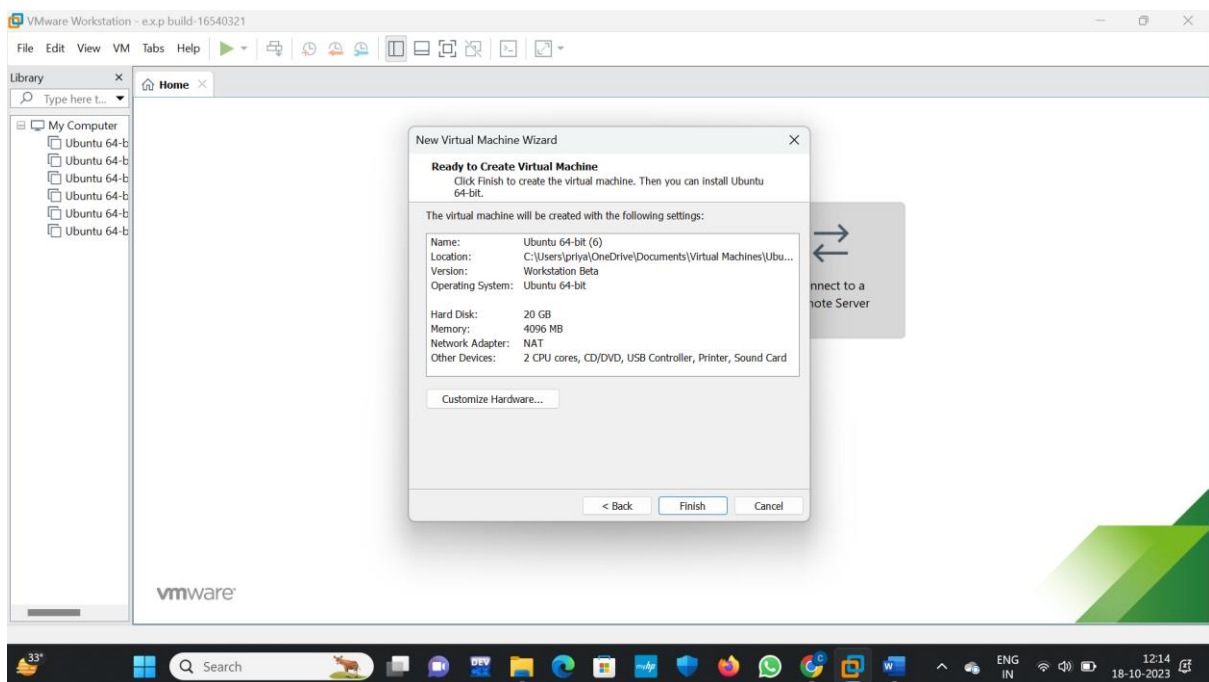 VMware Workstation - e.x.p build-16540321
File Edit View VM Tabs Help
Library
Type here t...
Home
My Computer
Ubuntu 64-b
Ubuntu 64-b
Ubuntu 64-b
Ubuntu 64-b
Ubuntu 64-b
Ubuntu 64-b
New Virtual Machine Wizard
Ready to Create Virtual Machine
Click Finish to create the virtual machine. Then you can install Ubuntu
64-bit.
The virtual machine will be created with the following settings:
Name: Ubuntu 64-bit (6)
Location: C:\Users\priya\OneDrive\Documents\Virtual Machines\Ubu...
Version: Workstation Beta
Operating System: Ubuntu 64-bit
Hard Disk: 20 GB
Memory: 4096 MB
Network Adapter: NAT
Other Devices: 2 CPU cores, CD/DVD, USB Controller, Printer, Sound Card
Customize Hardware...
< Back Finish Cancel
nnect to a
note Server
vmware
33°
Search
DEV
myhp
W
ENG
IN
12:14
18-10-2023